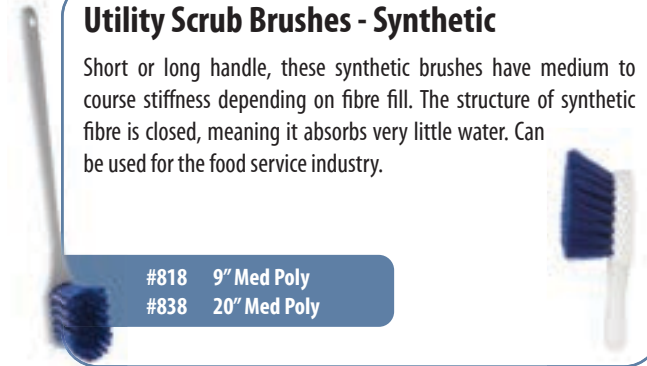 Utility Scrub Brushes - Synthetic
Short or long handle, these synthetic brushes have medium to
course stiffness depending on fibre fill. The structure of synthetic
fibre is closed, meaning it absorbs very little water. Can
be used for the food service industry.
#818 9" Med Poly
#838 20" Med Poly